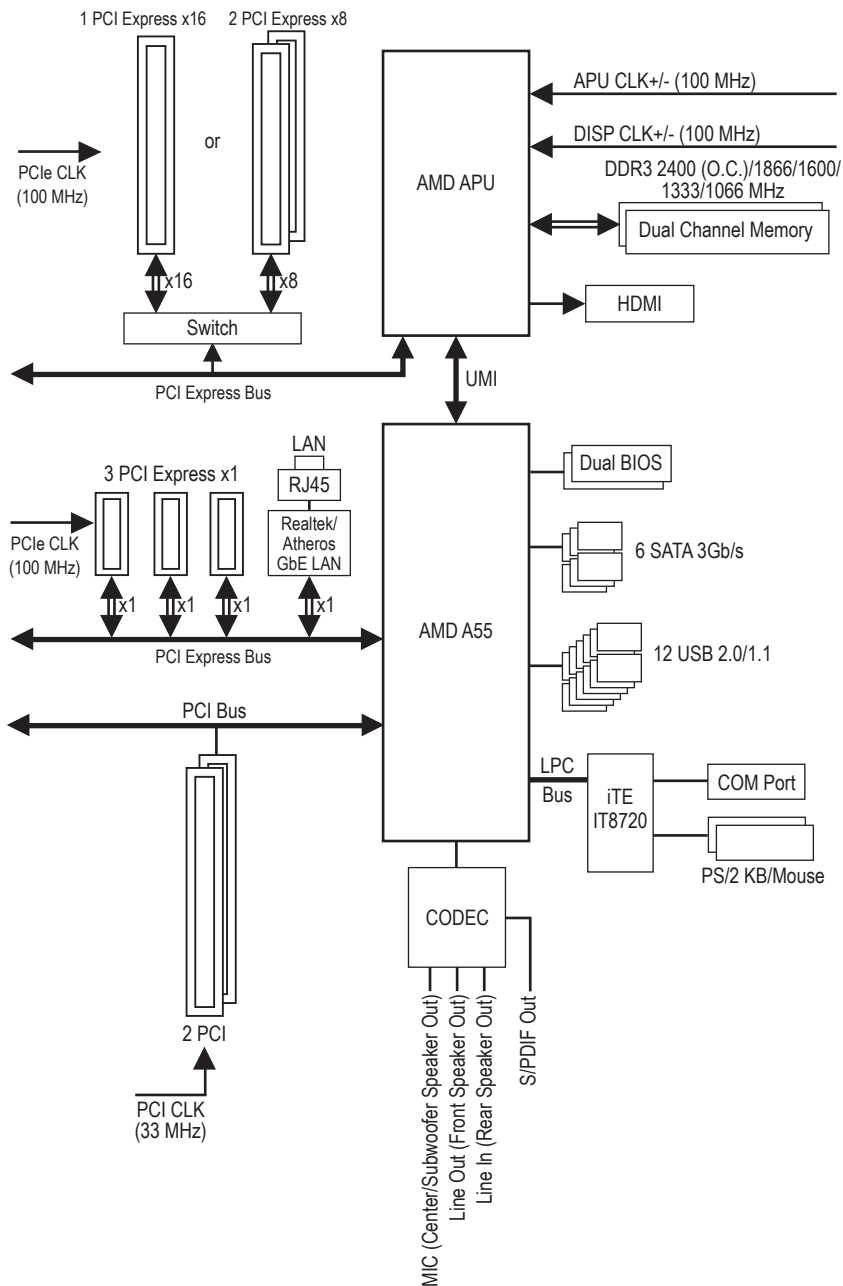 1 PCI Express x16
2 PCI Express x8
APU CLK+/- (100 MHz)
DISP CLK+/- (100 MHz)
or
PCIe CLK
(100 MHz)
AMD APU
DDR3 2400 (O.C.)/1866/1600/
1333/1066 MHz
Dual Channel Memory
x16
x8
HDMI
Switch
PCI Express Bus
UMI
LAN
RJ45
3 PCI Express x1
Realtek/
Atheros
GbE LAN
PCIe CLK
(100 MHz)
x1
x1
x1
x1
PCI Express Bus
AMD A55
Dual BIOS
6 SATA 3Gb/s
12 USB 2.0/1.1
PCI Bus
LPC
Bus
iTE
IT8720
COM Port
PS/2 KB/Mouse
CODEC
2 PCI
PCI CLK
(33 MHz)
MIC (Center/Subwoofer Speaker Out)
Line Out (Front Speaker Out)
Line In (Rear Speaker Out)
S/PDIF Out